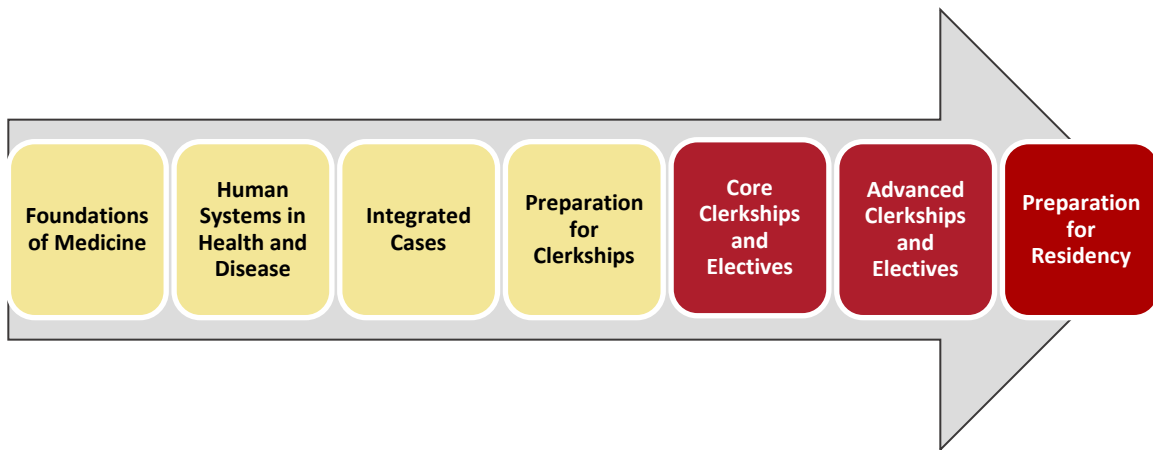 Foundations
of Medicine
Human
Systems in
Health and
Disease
Integrated
Cases
Preparation
for
Clerkships
Core
Clerkships
and
Electives
Advanced
Clerkships
and
Electives
Preparation
for
Residency